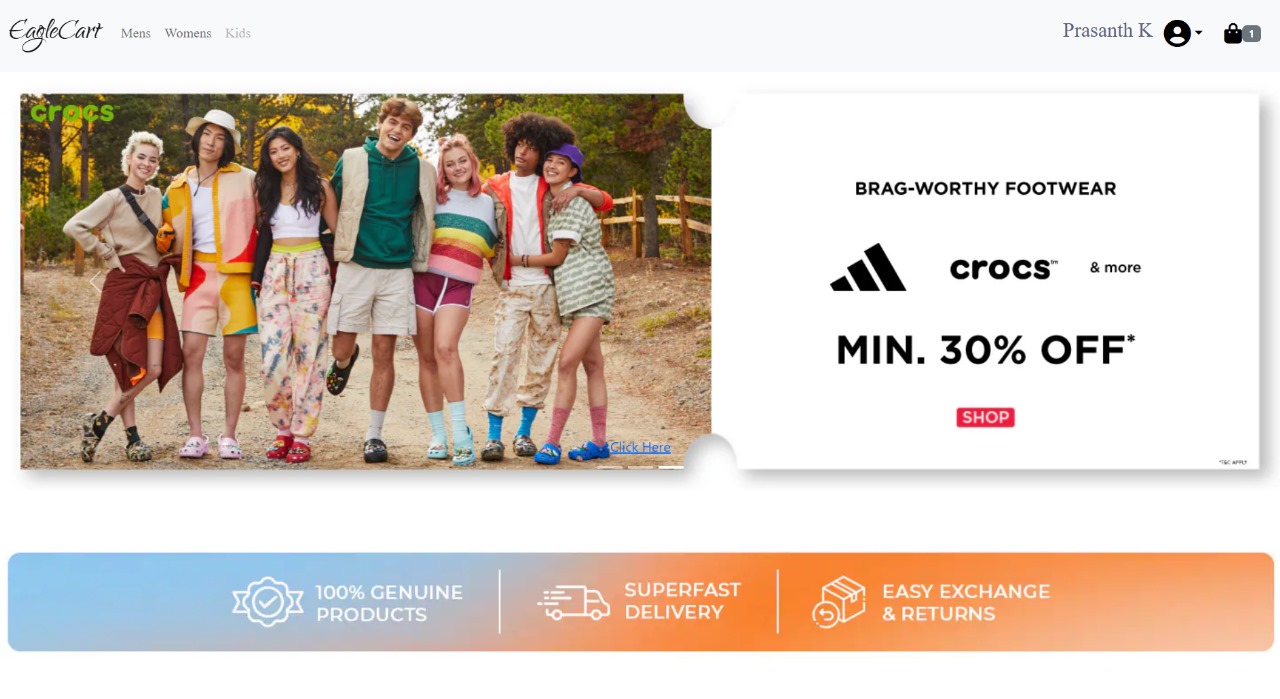 EagleCart Mens Womens Kids Prasanth K 1
crocs™
BRAG-WORTHY FOOTWEAR
crocs™ & more
MIN. 30% OFF*
SHOP
Click Here
*T&C APPLY
100% GENUINE
PRODUCTS
SUPERFAST
DELIVERY
EASY EXCHANGE
& RETURNS